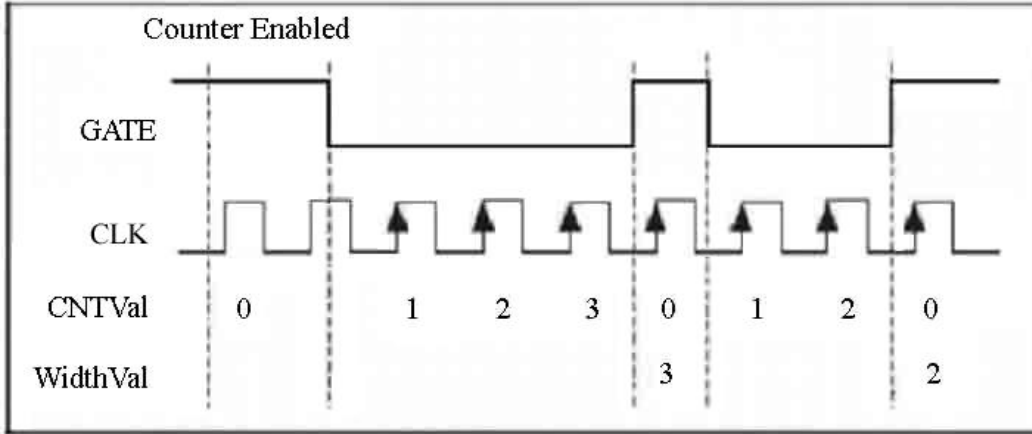 Counter Enabled
GATE
CLK
CNTVal 0 1 2 3 0 1 2 0
WidthVal 3 2